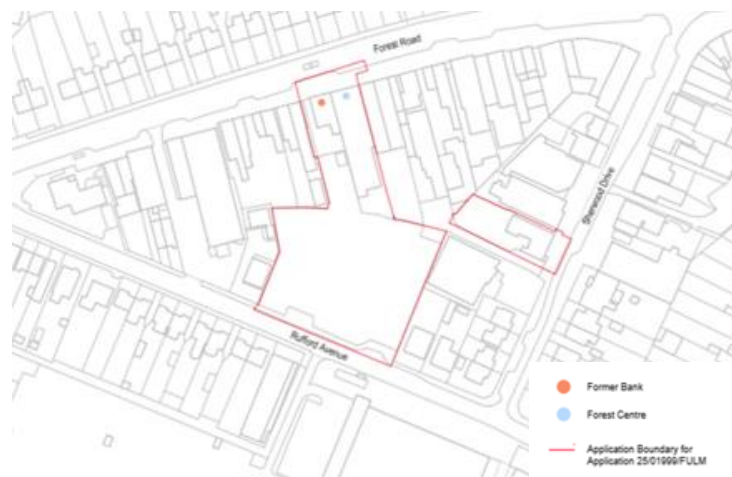 Forest Road
Sherwood Drive
Rufford Avenue
Former Bank
Forest Centre
Application Boundary for
Application 25/01999/FULM